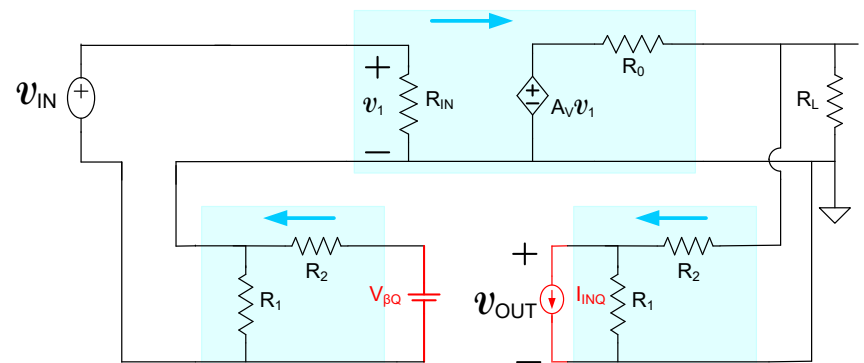 +
R₀
𝒗IN
+
𝒗₁
RIN
+
−
AV𝒗₁
RL
−
R₂
R₂
+
R₁
VβQ
𝒗OUT
IINQ
R₁
−